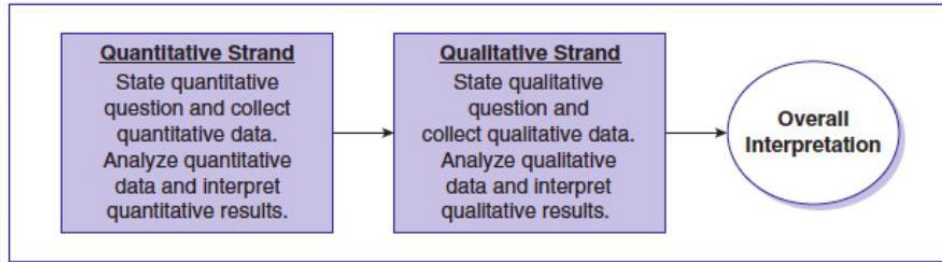 Quantitative Strand
State quantitative
question and collect
quantitative data.
Analyze quantitative
data and interpret
quantitative results.
Qualitative Strand
State qualitative
question and
collect qualitative data.
Analyze qualitative
data and interpret
qualitative results.
Overall
Interpretation